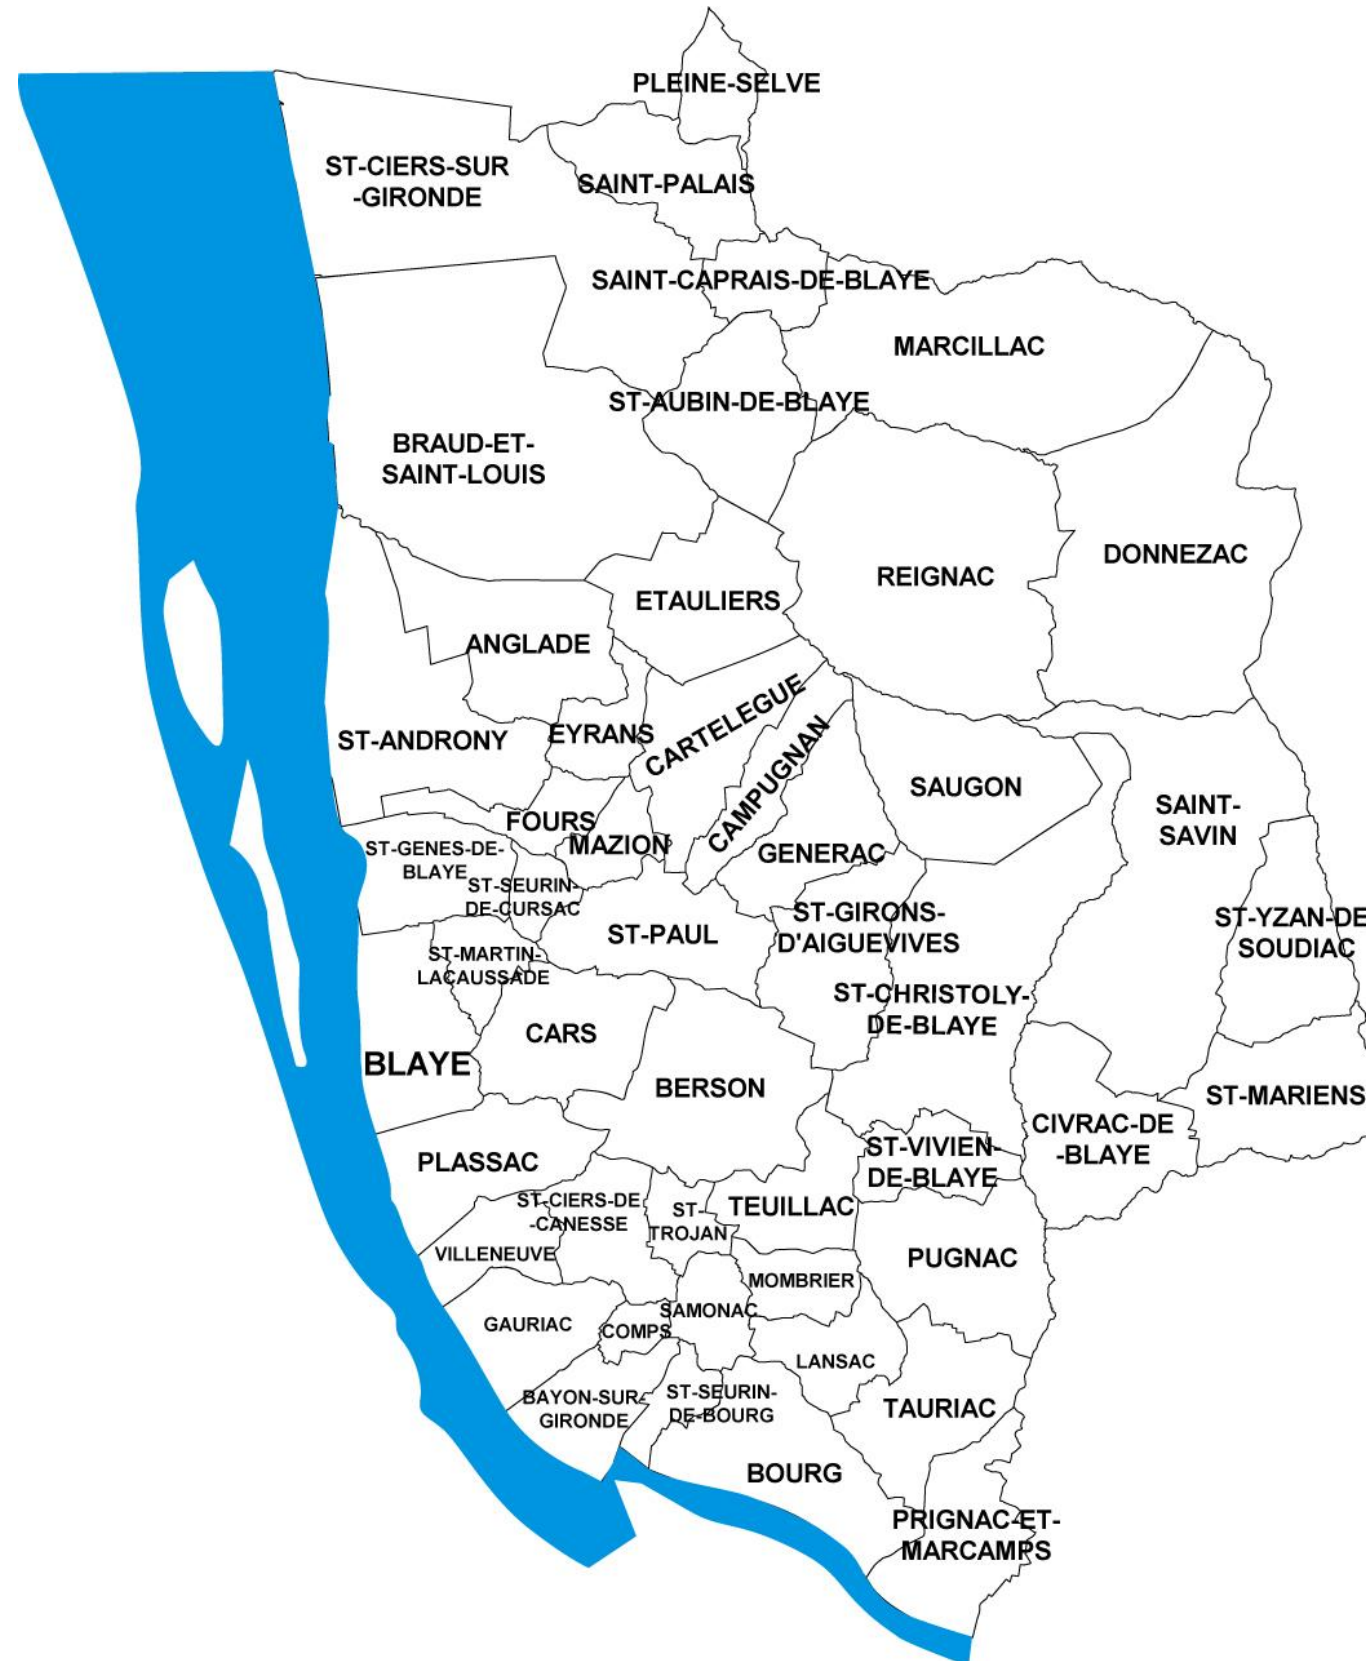 PLEINE-SELVE
ST-CIERS-SUR
-GIRONDE
SAINT-PALAIS
SAINT-CAPRAIS-DE-BLAYE
MARCILLAC
ST-AUBIN-DE-BLAYE
BRAUD-ET-
SAINT-LOUIS
DONNEZAC
REIGNAC
ETAULIERS
ANGLADE
ST-ANDRONY
EYRANS
CARTELEGUE
CAMPUGNAN
SAUGON
SAINT-
SAVIN
FOURS
MAZION
GENERAC
ST-GENES-DE-
BLAYE
ST-SEURIN-
DE-CURSAC
ST-PAUL
ST-GIRONS-
D'AIGUEVIVES
ST-YZAN-DE
SOUDIAC
ST-MARTIN-
LACAUSSADE
ST-CHRISTOLY-
DE-BLAYE
CARS
BLAYE
BERSON
ST-MARIENS
CIVRAC-DE
-BLAYE
PLASSAC
ST-VIVIEN-
DE-BLAYE
ST-CIERS-DE-
-CANESSE
ST-
TROJAN
TEUILLAC
VILLENEUVE
PUGNAC
MOMBRIER
GAURIAC
COMPS
SAMONAC
LANSAC
BAYON-SUR-
GIRONDE
ST-SEURIN-
DE-BOURG
TAURIAC
BOURG
PRIGNAC-ET-
MARCAMPS